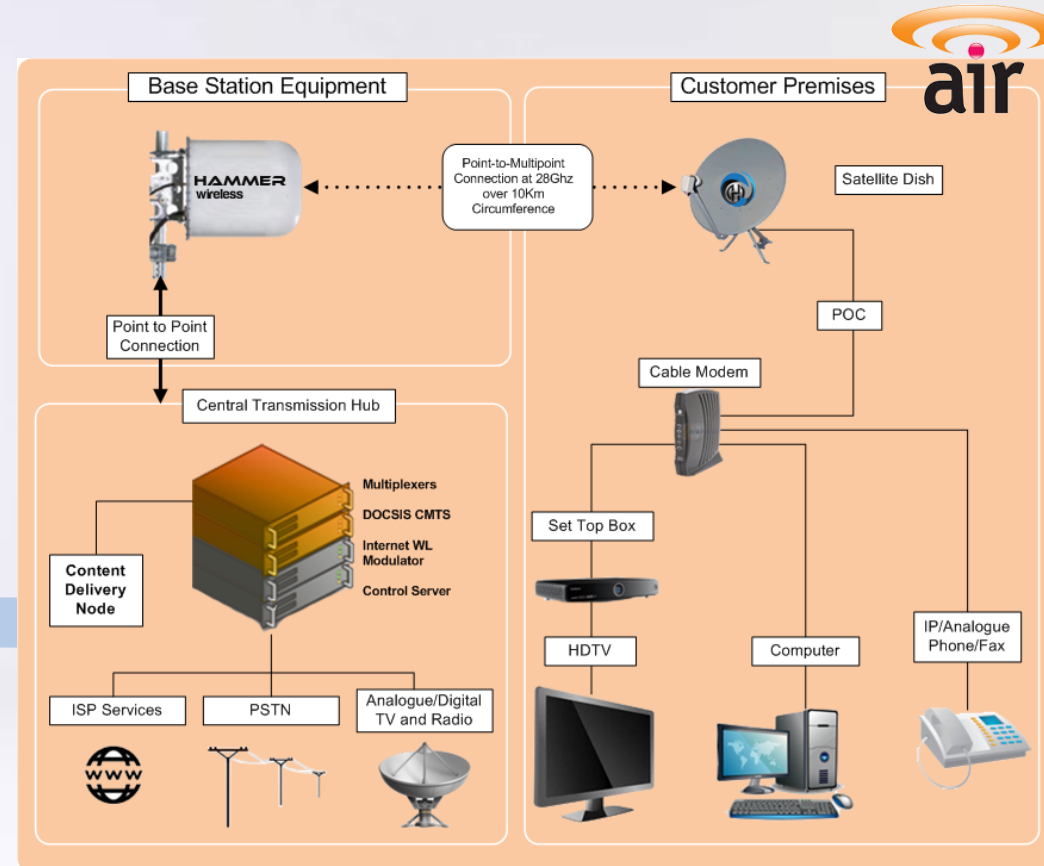 aır
Base Station Equipment
Customer Premises
HAMMER
wireless
Point-to-Multipoint
Connection at 28Ghz
over 10Km
Circumference
Satellite Dish
POC
Point to Point
Connection
Cable Modem
Central Transmission Hub
Multiplexers
DOCSIS CMTS
Internet WL
Modulator
Control Server
Content
Delivery
Node
Set Top Box
HDTV
Computer
IP/Analogue
Phone/Fax
ISP Services
PSTN
Analogue/Digital
TV and Radio
www